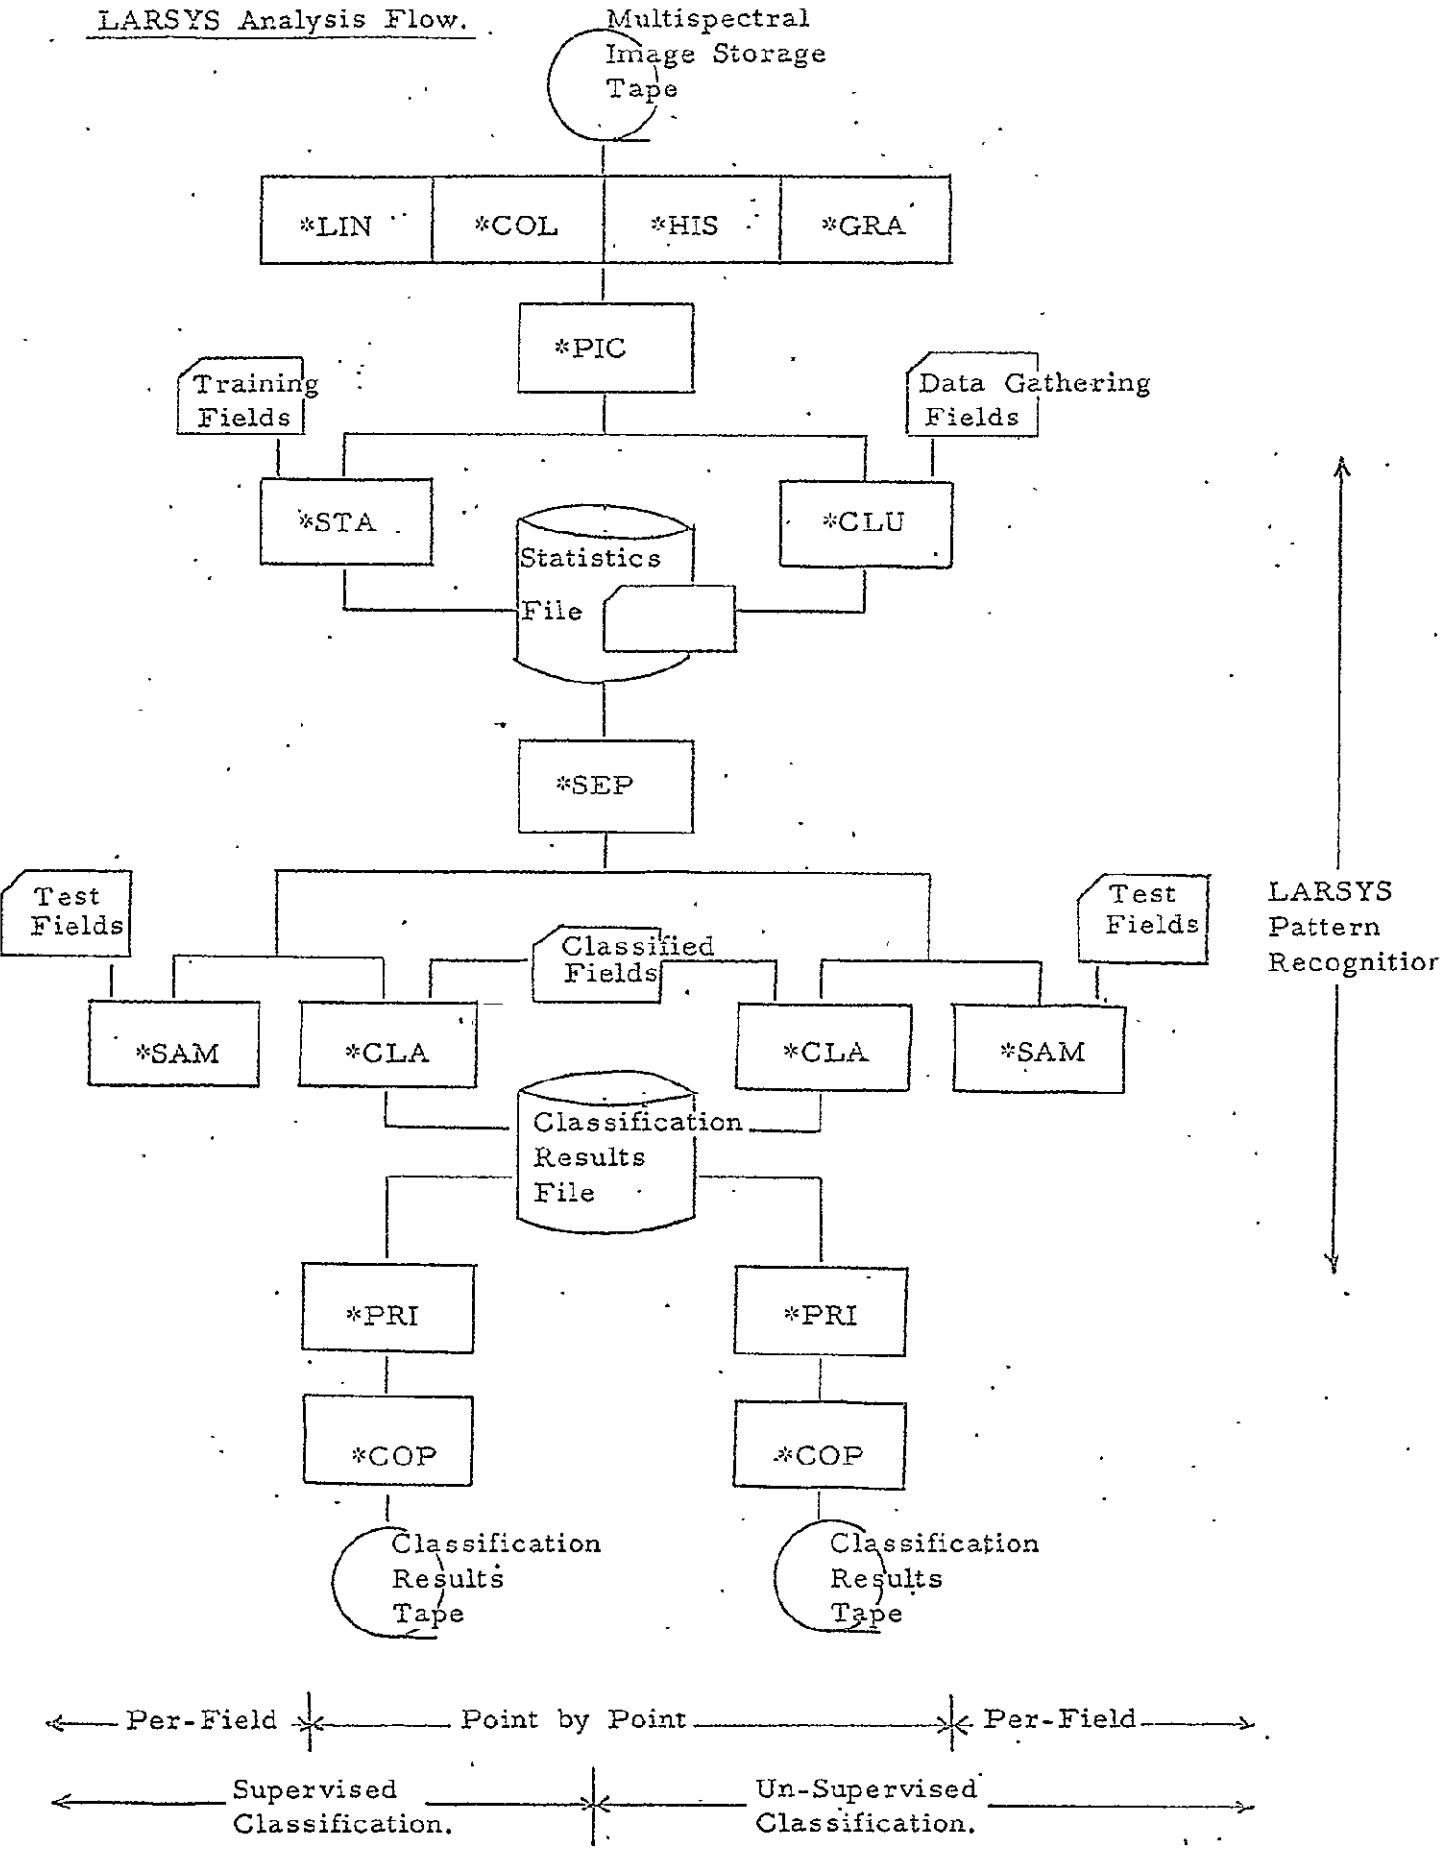 LARSYS Analysis Flow.
Multispectral
Image Storage
Tape
*LIN
*COL
*HIS
*GRA
*PIC
Training
Fields
Data Gathering
Fields
*STA
*CLU
Statistics
File
*SEP
Test
Fields
Classified
Fields
Test
Fields
LARSYS
Pattern
Recognitior
*SAM
*CLA
*CLA
*SAM
Classification
Results
File
*PRI
*PRI
*COP
*COP
Classification
Results
Tape
Classification
Results
Tape
Per-Field
Point by Point
Per-Field
Supervised
Classification.
Un-Supervised
Classification.